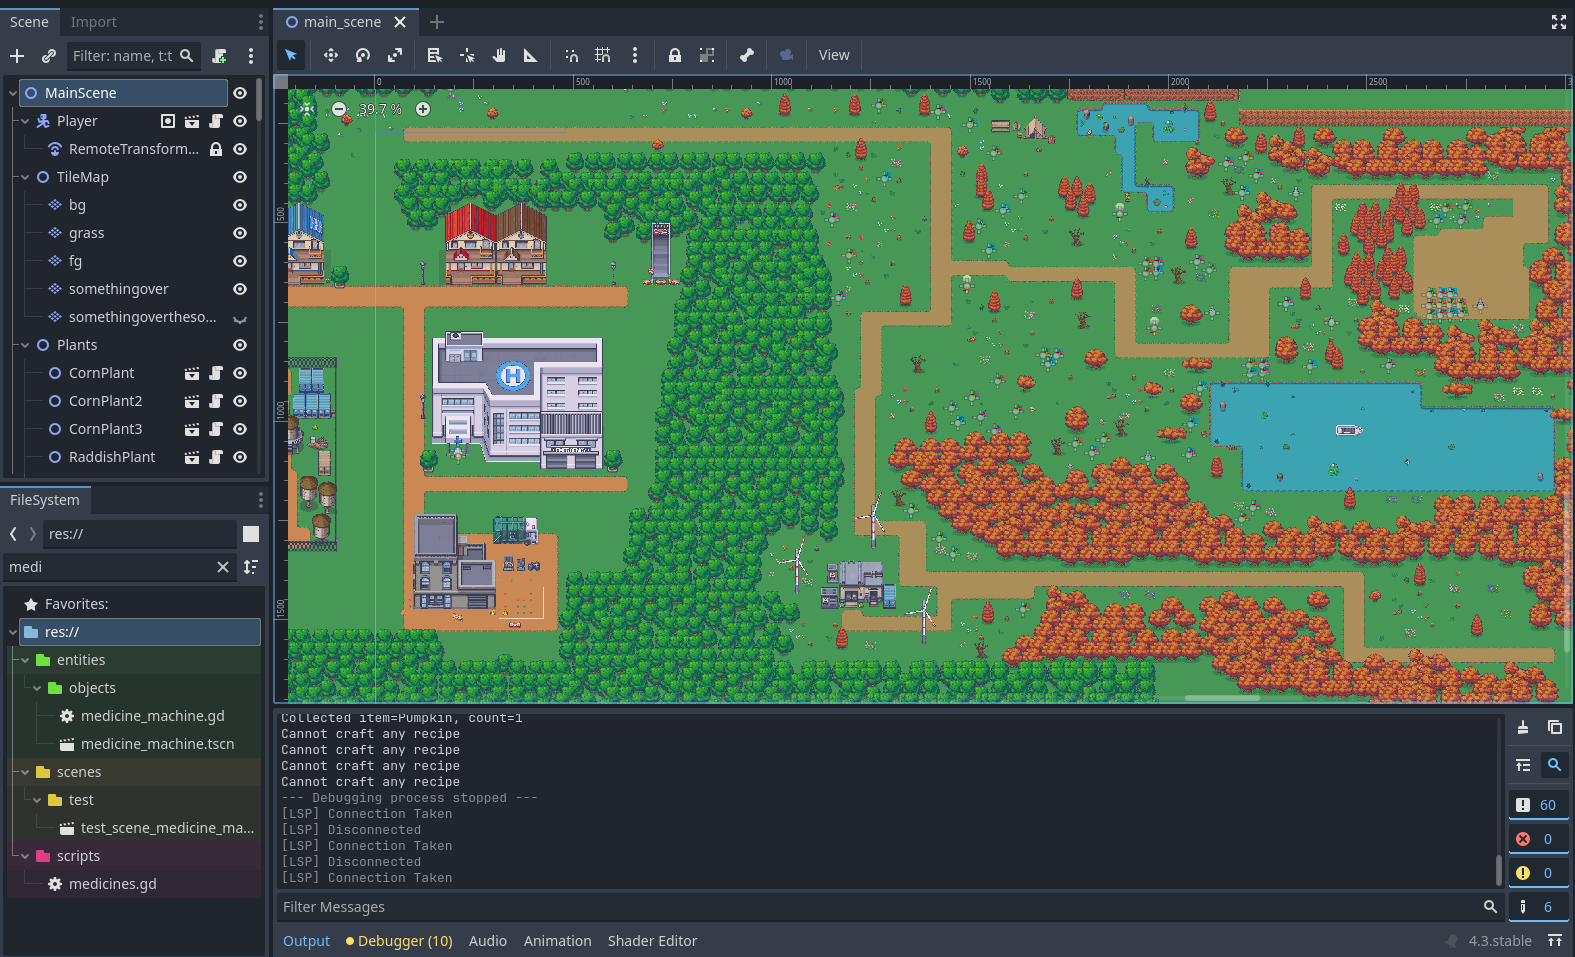 Scene
Import
main_scene
Filter: name, t:t
View
MainScene
Player
RemoteTransform...
TileMap
bg
grass
fg
somethingover
somethingovertheso...
Plants
CornPlant
CornPlant2
CornPlant3
RaddishPlant
0
500
1000
1500
2000
2500
39.7 %
500
1000
1500
H
FileSystem
res://
medi
Favorites:
res://
entities
objects
medicine_machine.gd
medicine_machine.tscn
scenes
test
test_scene_medicine_ma...
scripts
medicines.gd
Collected item=Pumpkin, count=1
Cannot craft any recipe
Cannot craft any recipe
Cannot craft any recipe
Cannot craft any recipe
--- Debugging process stopped ---
[LSP] Connection Taken
[LSP] Disconnected
[LSP] Connection Taken
[LSP] Disconnected
[LSP] Connection Taken
60
0
0
6
Filter Messages
Output
Debugger (10)
Audio
Animation
Shader Editor
4.3.stable